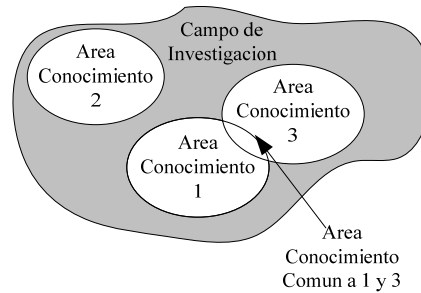 Campo de
Investigacion
Area
Conocimiento
2
Area
Conocimiento
3
Area
Conocimiento
1
Area
Conocimiento
Comun a 1 y 3